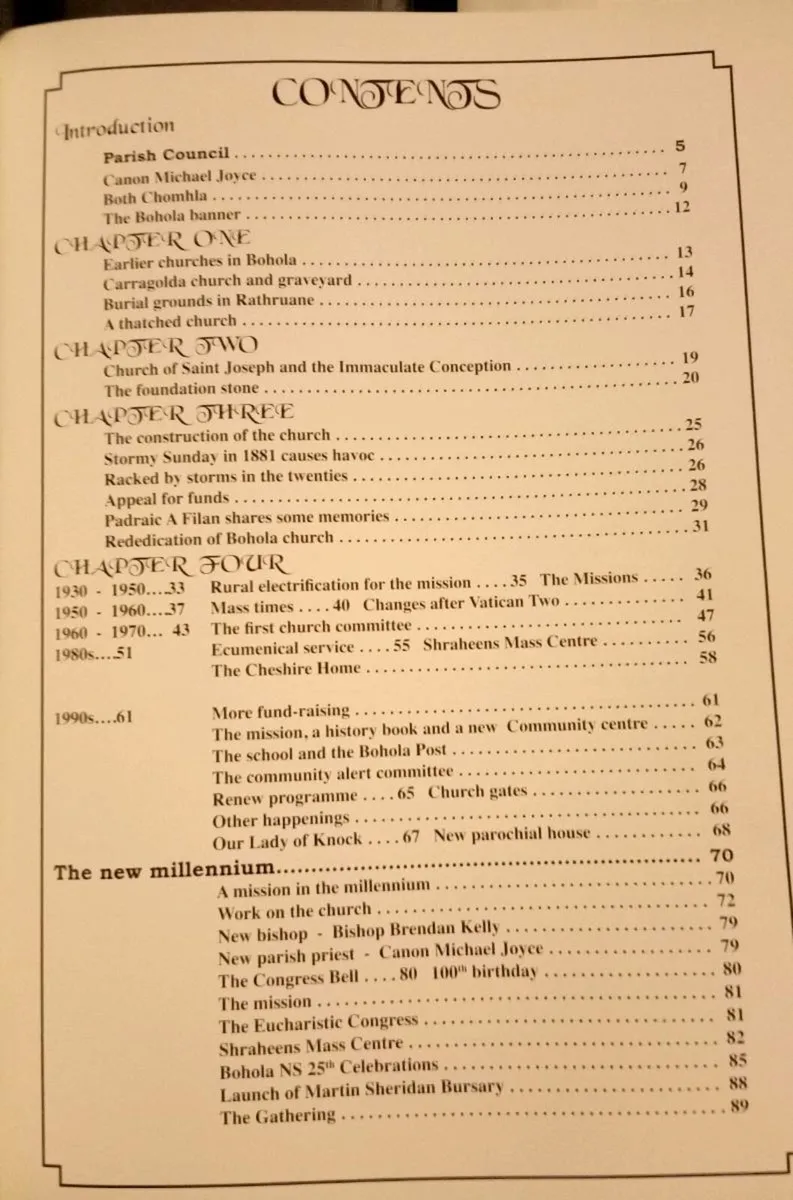 CONTENTS
Introduction
Parish Council .......... 5
Canon Michael Joyce .......... 7
Both Chomhla .......... 9
The Bohola banner .......... 12
CHAPTER ONE
Earlier churches in Bohola .......... 13
Carragolda church and graveyard .......... 14
Burial grounds in Rathruane .......... 16
A thatched church .......... 17
CHAPTER TWO
Church of Saint Joseph and the Immaculate Conception .......... 19
The foundation stone .......... 20
CHAPTER THREE
The construction of the church .......... 25
Stormy Sunday in 1881 causes havoc .......... 26
Racked by storms in the twenties .......... 26
Appeal for funds .......... 28
Padraic A Filan shares some memories .......... 29
Rededication of Bohola church .......... 31
CHAPTER FOUR
1930 - 1950....33 Rural electrification for the mission ....35 The Missions ..... 36
1950 - 1960....37 Mass times ....40 Changes after Vatican Two .......... 41
1960 - 1970... 43 The first church committee .......... 47
1980s....51 Ecumenical service ....55 Shraheens Mass Centre .......... 56
The Cheshire Home .......... 58
1990s....61 More fund-raising .......... 61
The mission, a history book and a new Community centre ..... 62
The school and the Bohola Post .......... 63
The community alert committee .......... 64
Renew programme ....65 Church gates .......... 66
Other happenings .......... 66
Our Lady of Knock ....67 New parochial house .......... 68
The new millennium.......... 70
A mission in the millennium .......... 70
Work on the church .......... 72
New bishop - Bishop Brendan Kelly .......... 79
New parish priest - Canon Michael Joyce .......... 79
The Congress Bell ....80 100th birthday .......... 80
The mission .......... 81
The Eucharistic Congress .......... 81
Shraheens Mass Centre .......... 82
Bohola NS 25th Celebrations .......... 85
Launch of Martin Sheridan Bursary .......... 88
The Gathering .......... 89